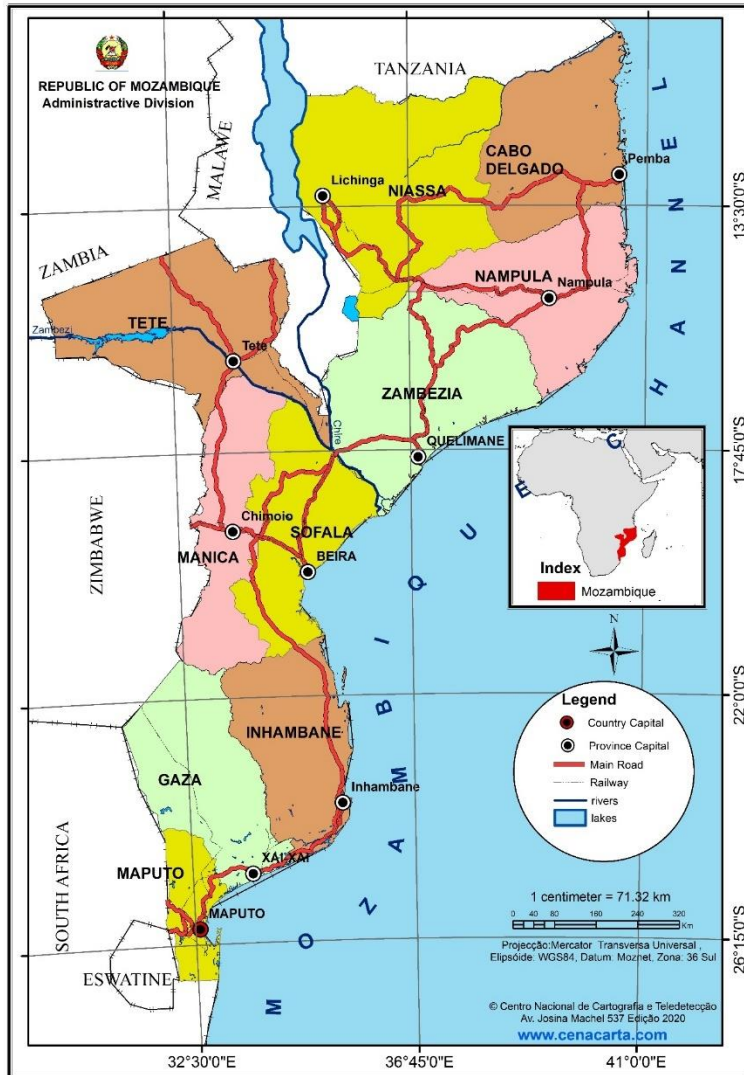 REPUBLIC OF MOZAMBIQUE
Administractive Division
TANZANIA
MALAWE
ZAMBIA
CABO
DELGADO
Pemba
Lichinga
NIASSA
13°30'0"S
NAMPULA
Nampula
Zambezi
TETE
Tete
ZAMBEZIA
Chire
QUELIMANE
17°45'0"S
ZIMBABWE
Chimoio
MANICA
SOFALA
BEIRA
MOZAMBIQUE CHANNEL
Index
Mozambique
N
22°0'0"S
Legend
Country Capital
Province Capital
Main Road
Railway
rivers
lakes
INHAMBANE
Inhambane
GAZA
XAI-XAI
MAPUTO
MAPUTO
SOUTH AFRICA
ESWATINE
1 centimeter = 71.32 km
0 40 80 160 240 320
Km
26°15'0"S
Projecção:Mercator Transversa Universal ,
Elipsóide: WGS84, Datum: Moznet, Zona: 36 Sul
© Centro Nacional de Cartografia e Teledetecção
Av. Josina Machel 537 Edição 2020
www.cenacarta.com
32°30'0"E
36°45'0"E
41°0'0"E